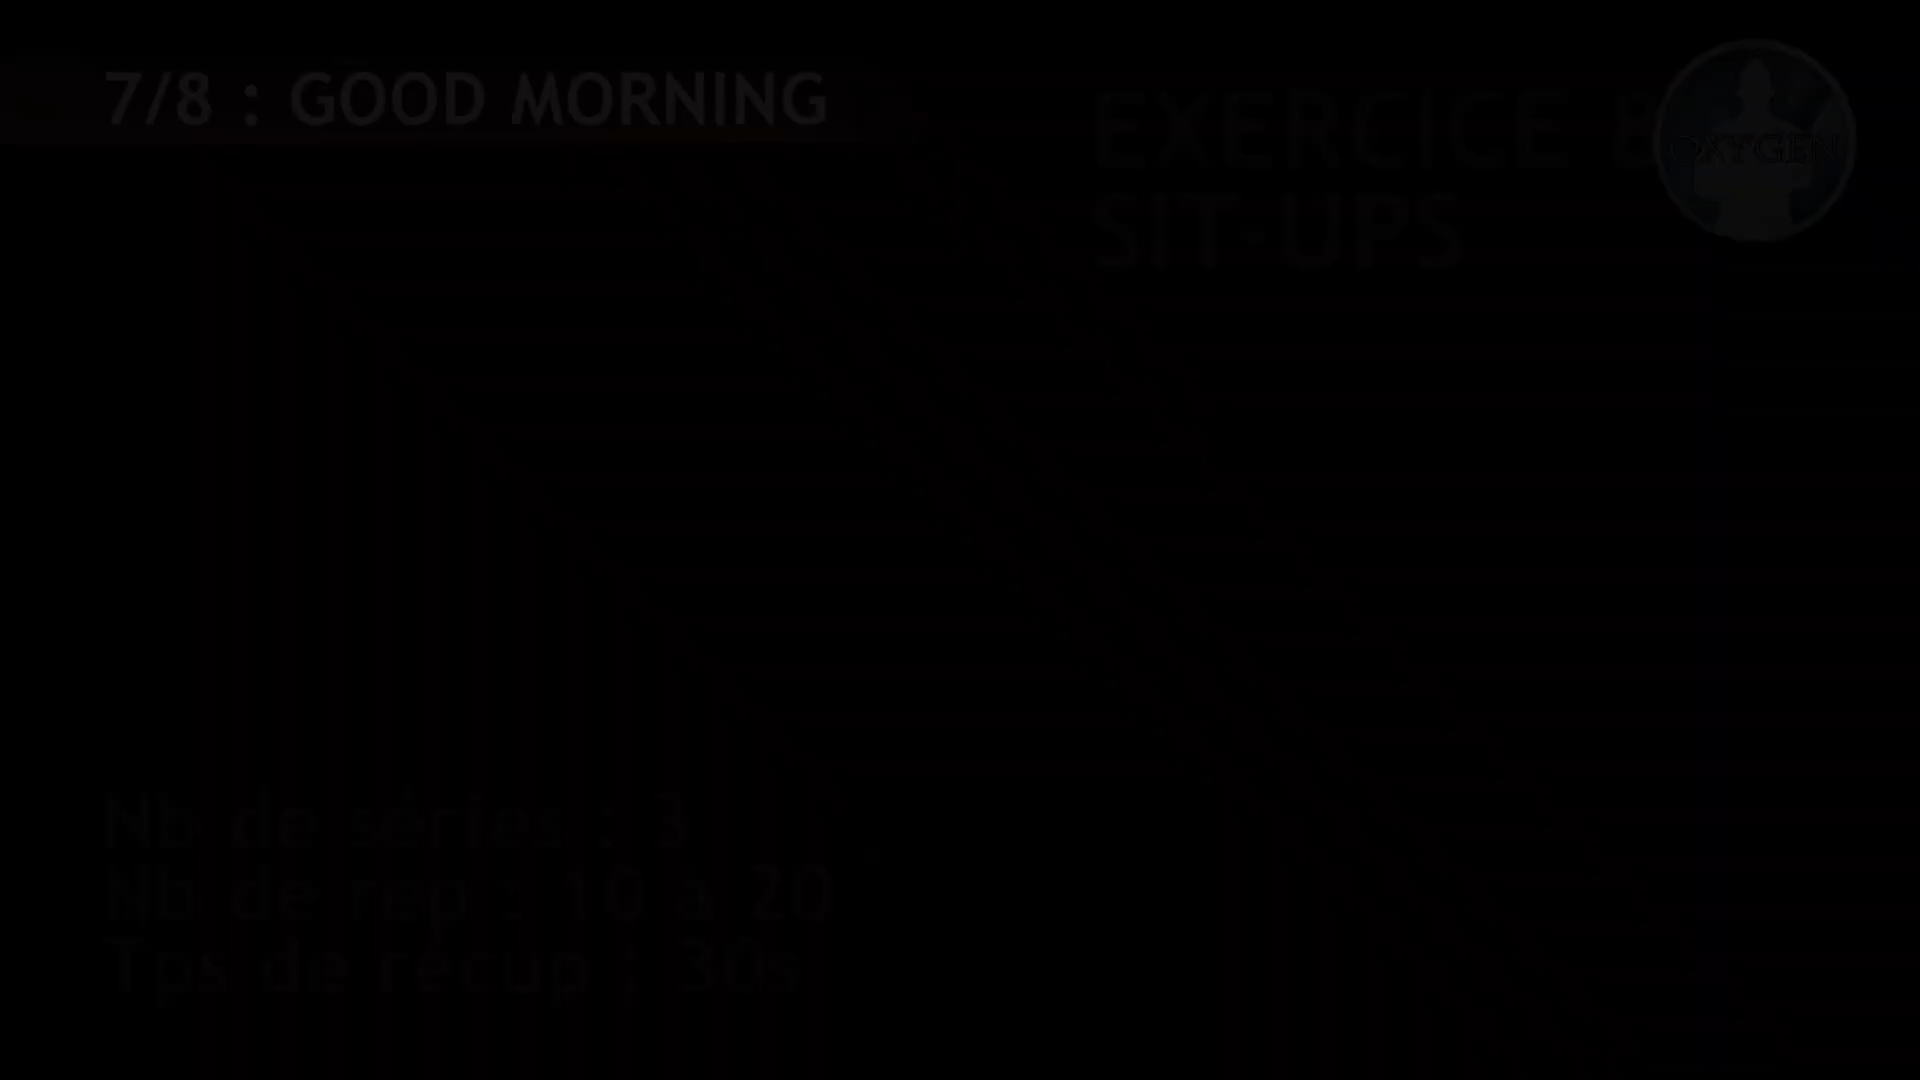 7/8 : GOOD MORNING
EXERCICE 8
SIT-UPS
OXYGEN
Nb de séries : 3
Nb de rep : 10 à 20
Tps de récup : 30s